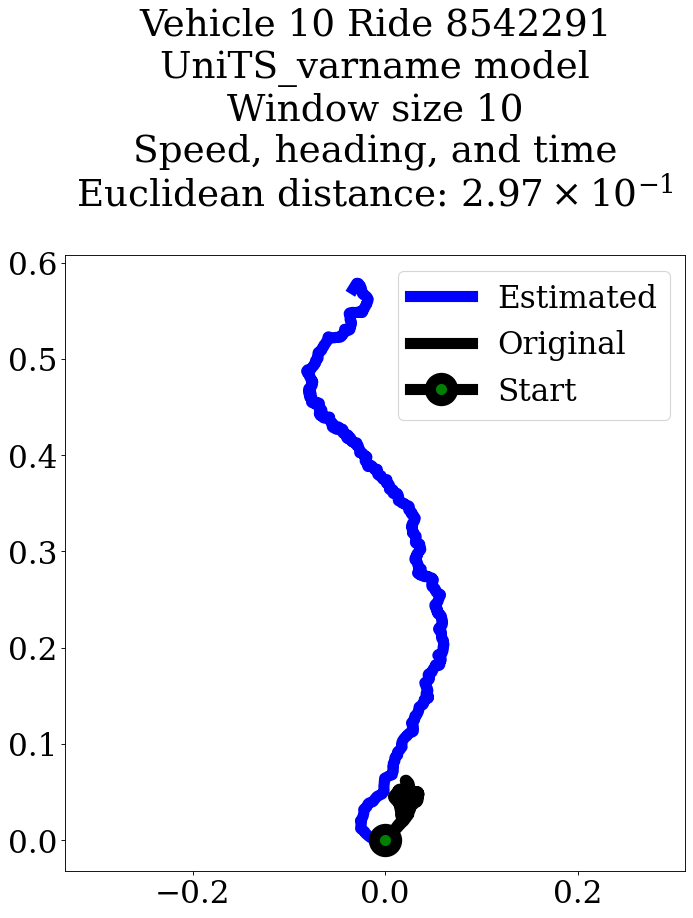 Vehicle 10 Ride 8542291
UniTS_varname model
Window size 10
Speed, heading, and time
Euclidean distance: 2.97 × 10⁻¹
0.6
Estimated
Original
Start
0.5
0.4
0.3
0.2
0.1
0.0
−0.2 0.0 0.2